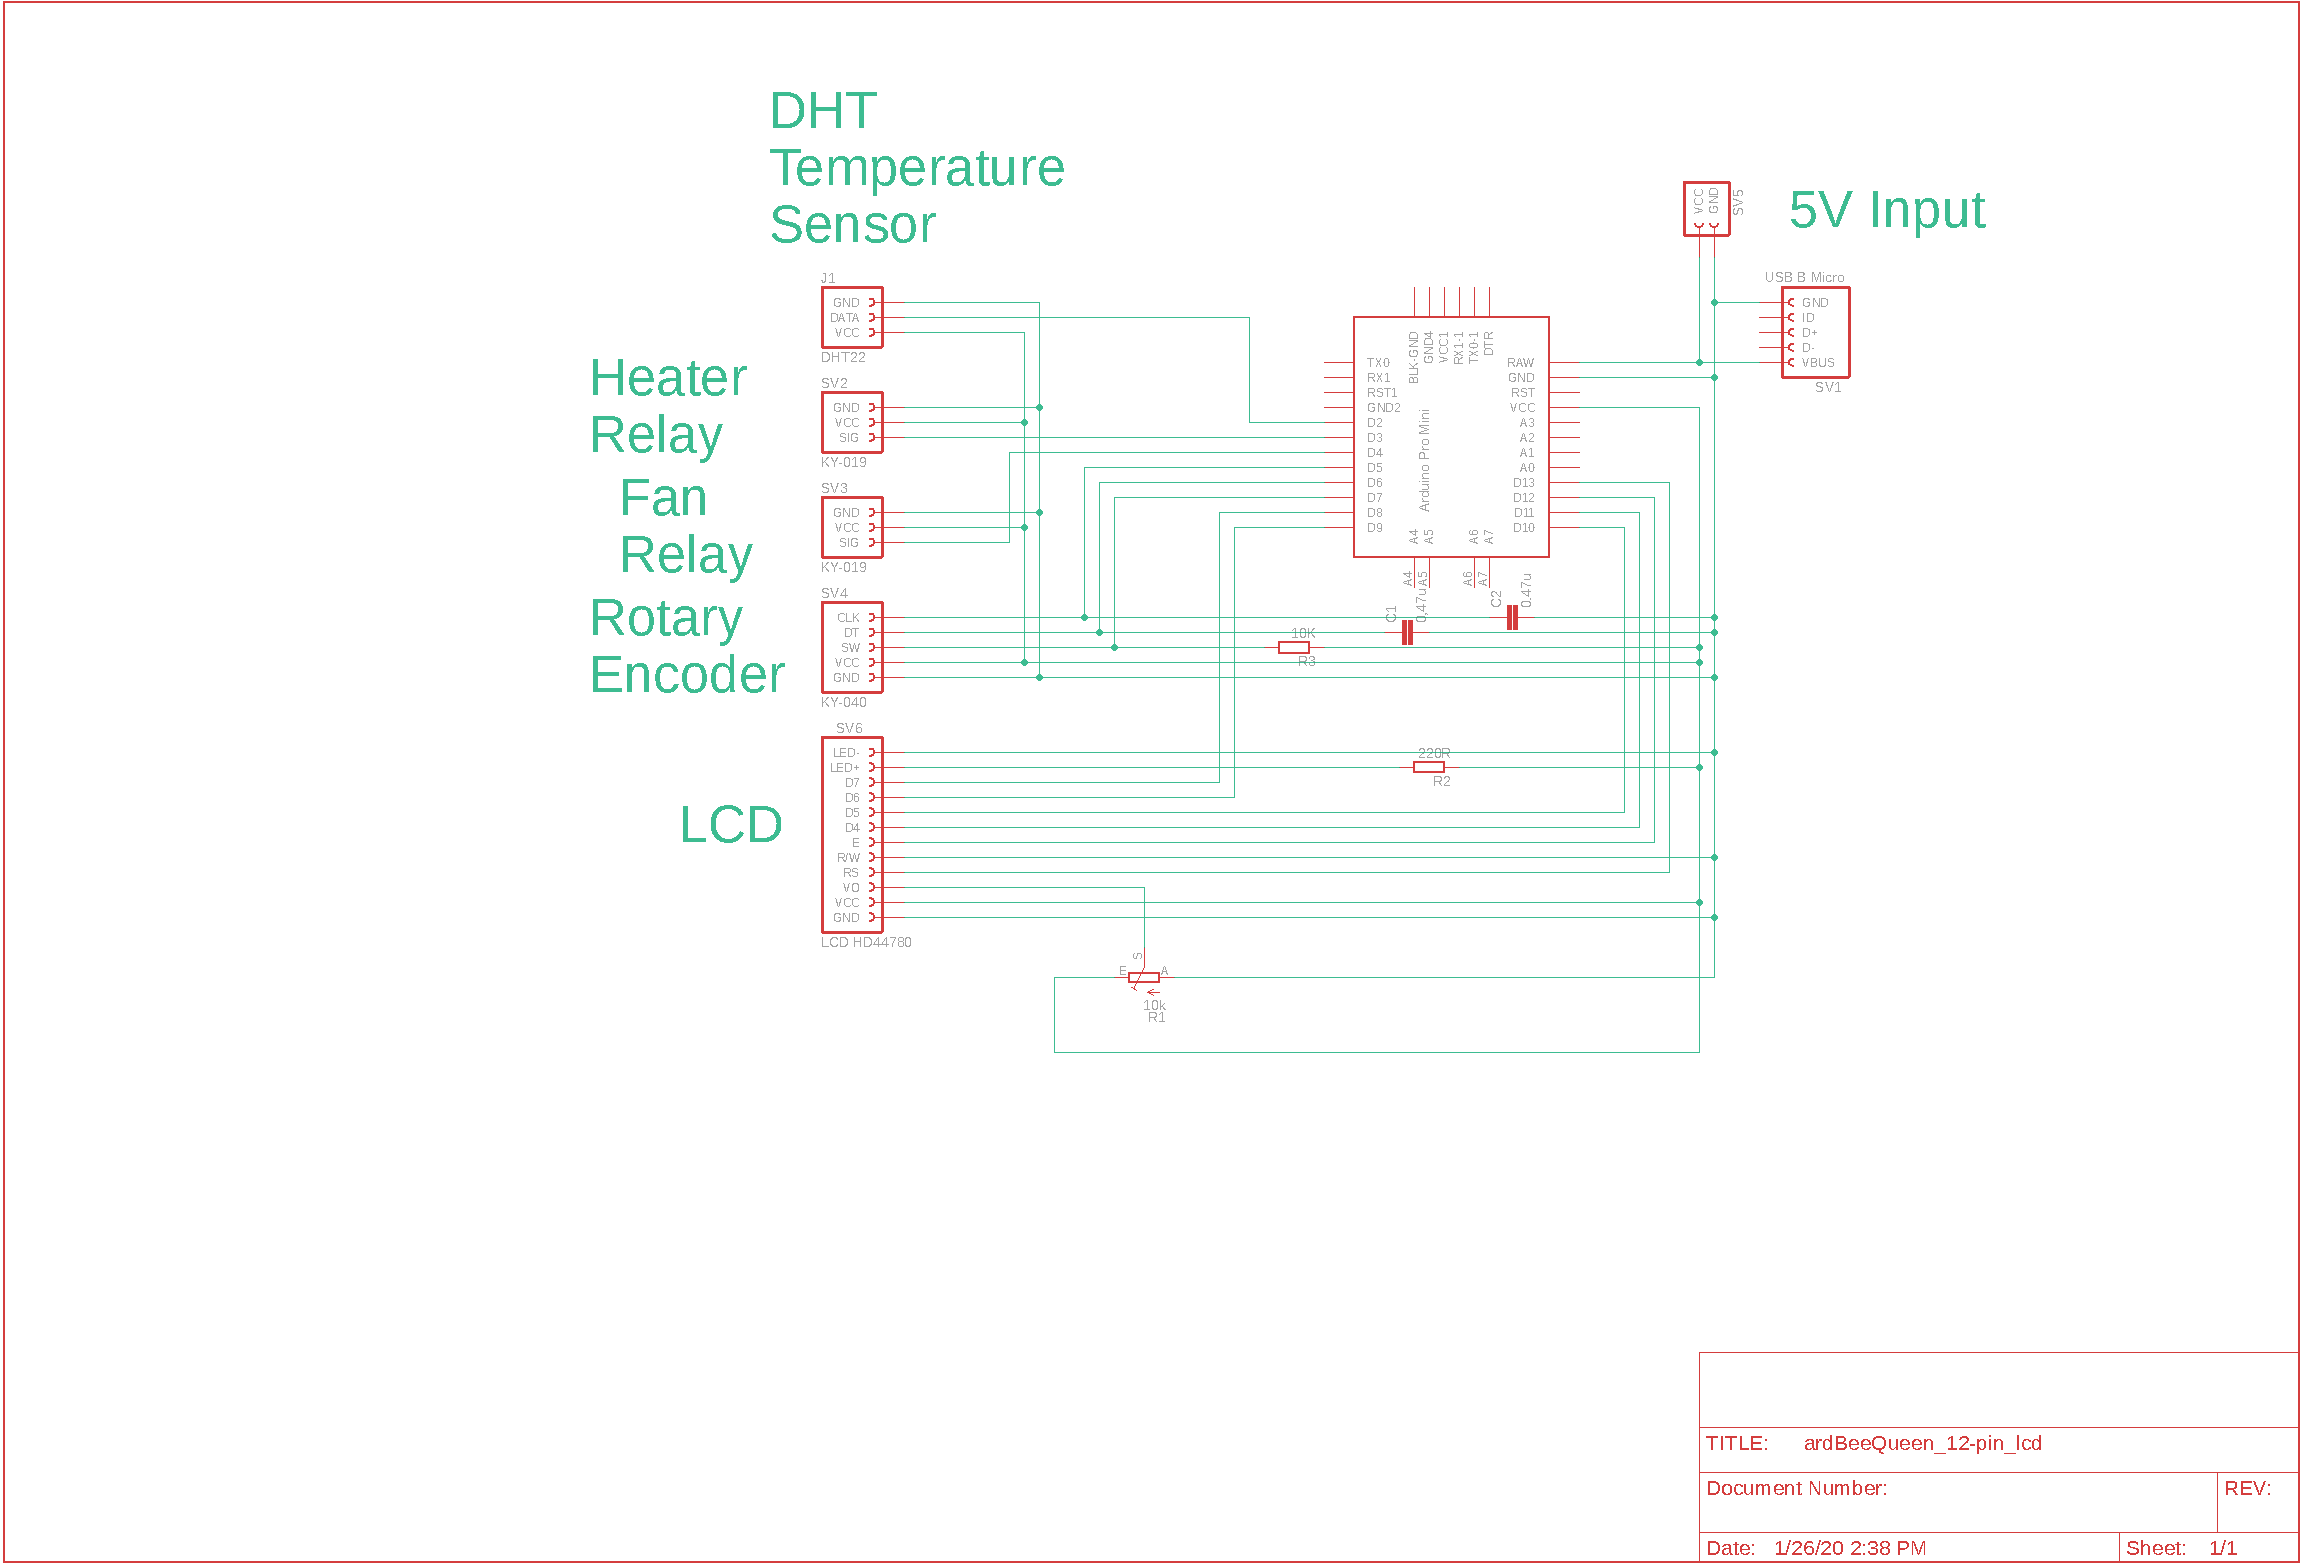 DHT
Temperature
Sensor
5V Input
VCC
GND
SV5
USB B Micro
GND
ID
D+
D-
VBUS
SV1
J1
GND
DATA
VCC
DHT22
Heater
Relay
SV2
GND
VCC
SIG
KY-019
Fan
Relay
SV3
GND
VCC
SIG
KY-019
Rotary
Encoder
SV4
CLK
DT
SW
VCC
GND
KY-040
LCD
SV6
LED-
LED+
D7
D6
D5
D4
E
R/W
RS
VO
VCC
GND
LCD HD44780
BLK-GND
GND4
VCC1
RX1-1
TX0-1
DTR
TX0
RX1
RST1
GND2
D2
D3
D4
D5
D6
D7
D8
D9
Arduino Pro Mini
RAW
GND
RST
VCC
A3
A2
A1
A0
D13
D12
D11
D10
A4
A5
A6
A7
A4
A5
A6
A7
C1
0,47u
C2
0.47u
10K
R3
220R
R2
S
E
A
10k
R1
TITLE: ardBeeQueen_12-pin_lcd
Document Number:
REV:
Date: 1/26/20 2:38 PM
Sheet: 1/1